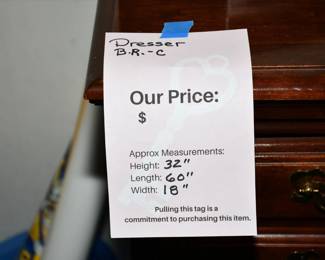 Dresser
B.R.-C
Our Price:
$
Approx Measurements:
Height: 32"
Length: 60"
Width: 18"
Pulling this tag is a
commitment to purchasing this item.